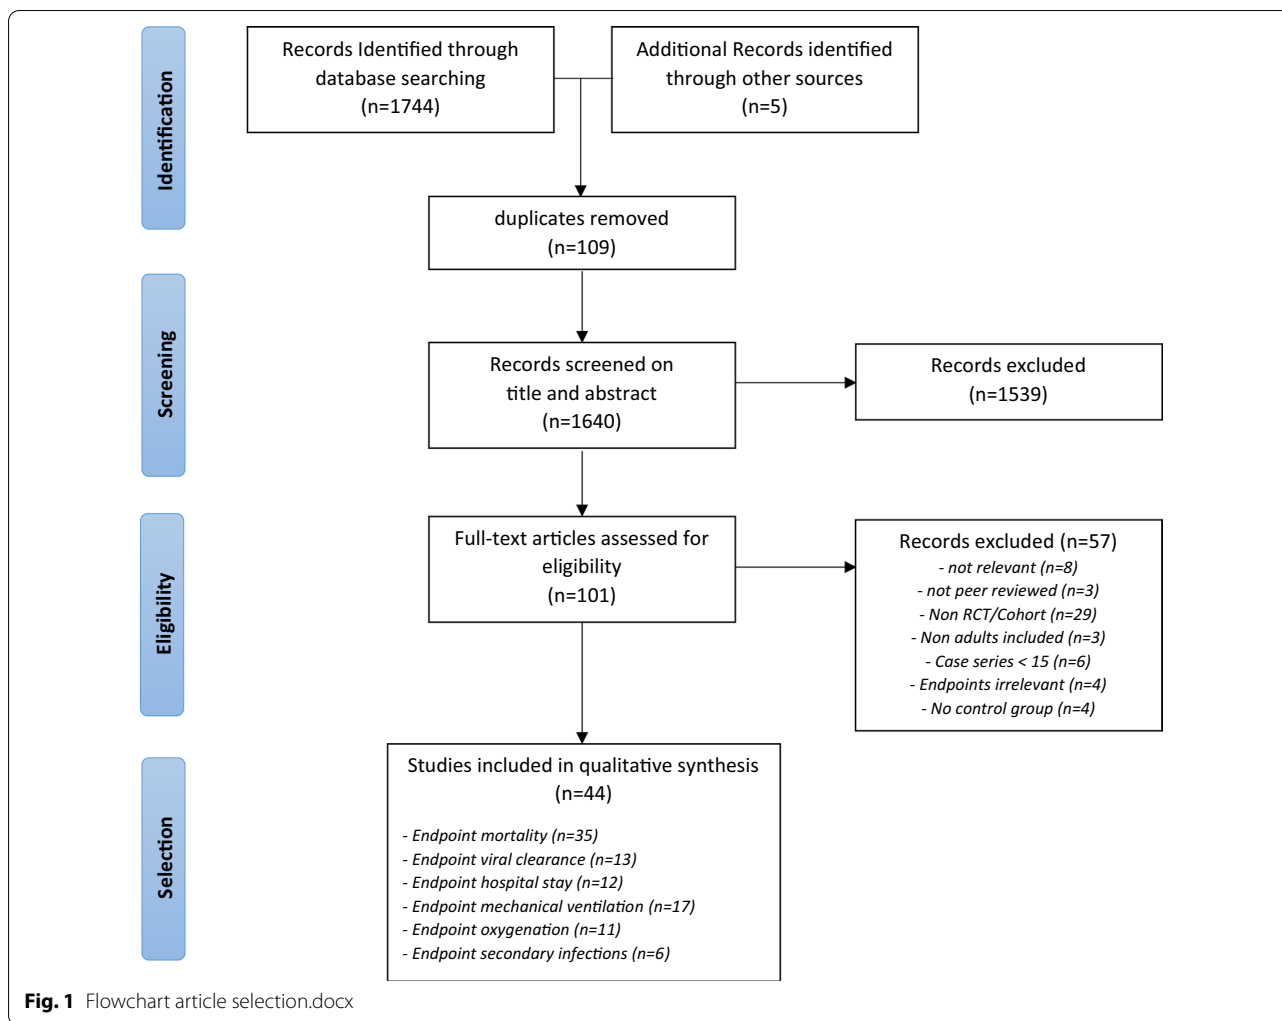 Identification
Records Identified through
database searching
(n=1744)
Additional Records identified
through other sources
(n=5)
duplicates removed
(n=109)
Screening
Records screened on
title and abstract
(n=1640)
Records excluded
(n=1539)
Eligibility
Full-text articles assessed for
eligibility
(n=101)
Records excluded (n=57)
- not relevant (n=8)
- not peer reviewed (n=3)
- Non RCT/Cohort (n=29)
- Non adults included (n=3)
- Case series < 15 (n=6)
- Endpoints irrelevant (n=4)
- No control group (n=4)
Selection
Studies included in qualitative synthesis
(n=44)
- Endpoint mortality (n=35)
- Endpoint viral clearance (n=13)
- Endpoint hospital stay (n=12)
- Endpoint mechanical ventilation (n=17)
- Endpoint oxygenation (n=11)
- Endpoint secondary infections (n=6)
Fig. 1 Flowchart article selection.docx